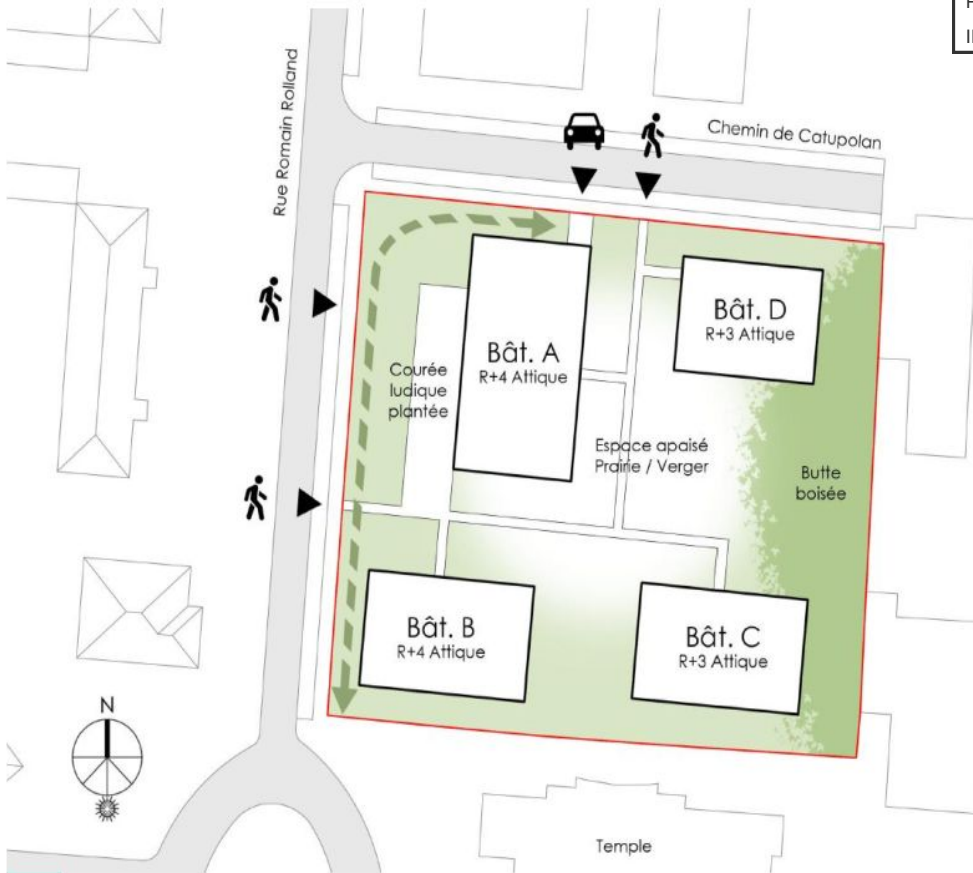 Rue Romain Rolland
Chemin de Catupolan
Bât. D
R+3 Attique
Bât. A
R+4 Attique
Courée
ludique
plantée
Espace apaisé
Prairie / Verger
Butte
boisée
Bât. B
R+4 Attique
Bât. C
R+3 Attique
N
Temple